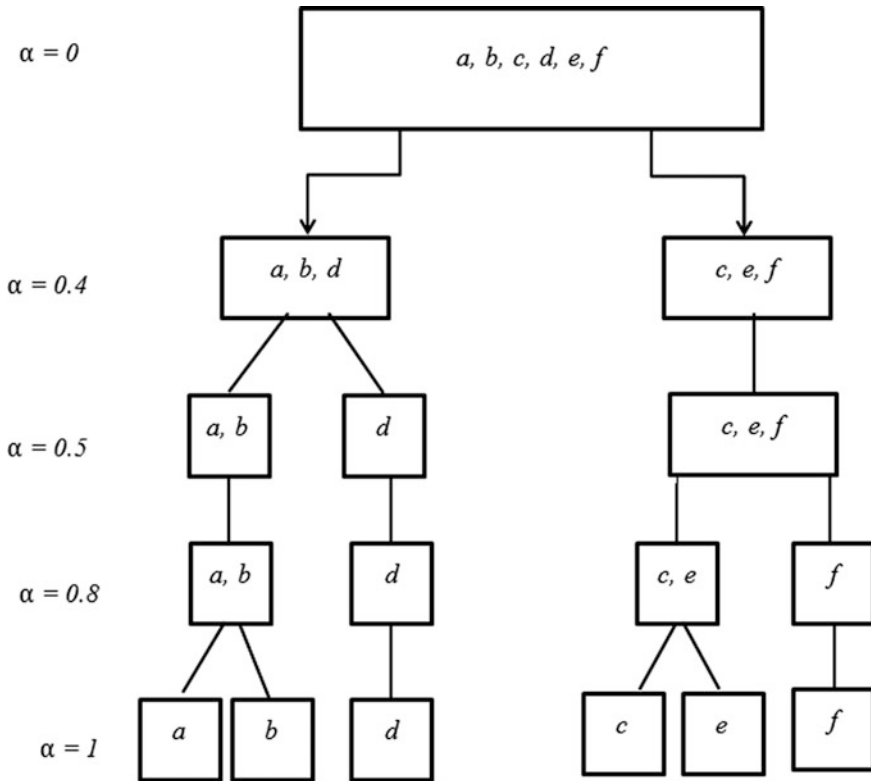 α = 0
a, b, c, d, e, f
α = 0.4
a, b, d
c, e, f
α = 0.5
a, b
d
c, e, f
α = 0.8
a, b
d
c, e
f
α = 1
a
b
d
c
e
f